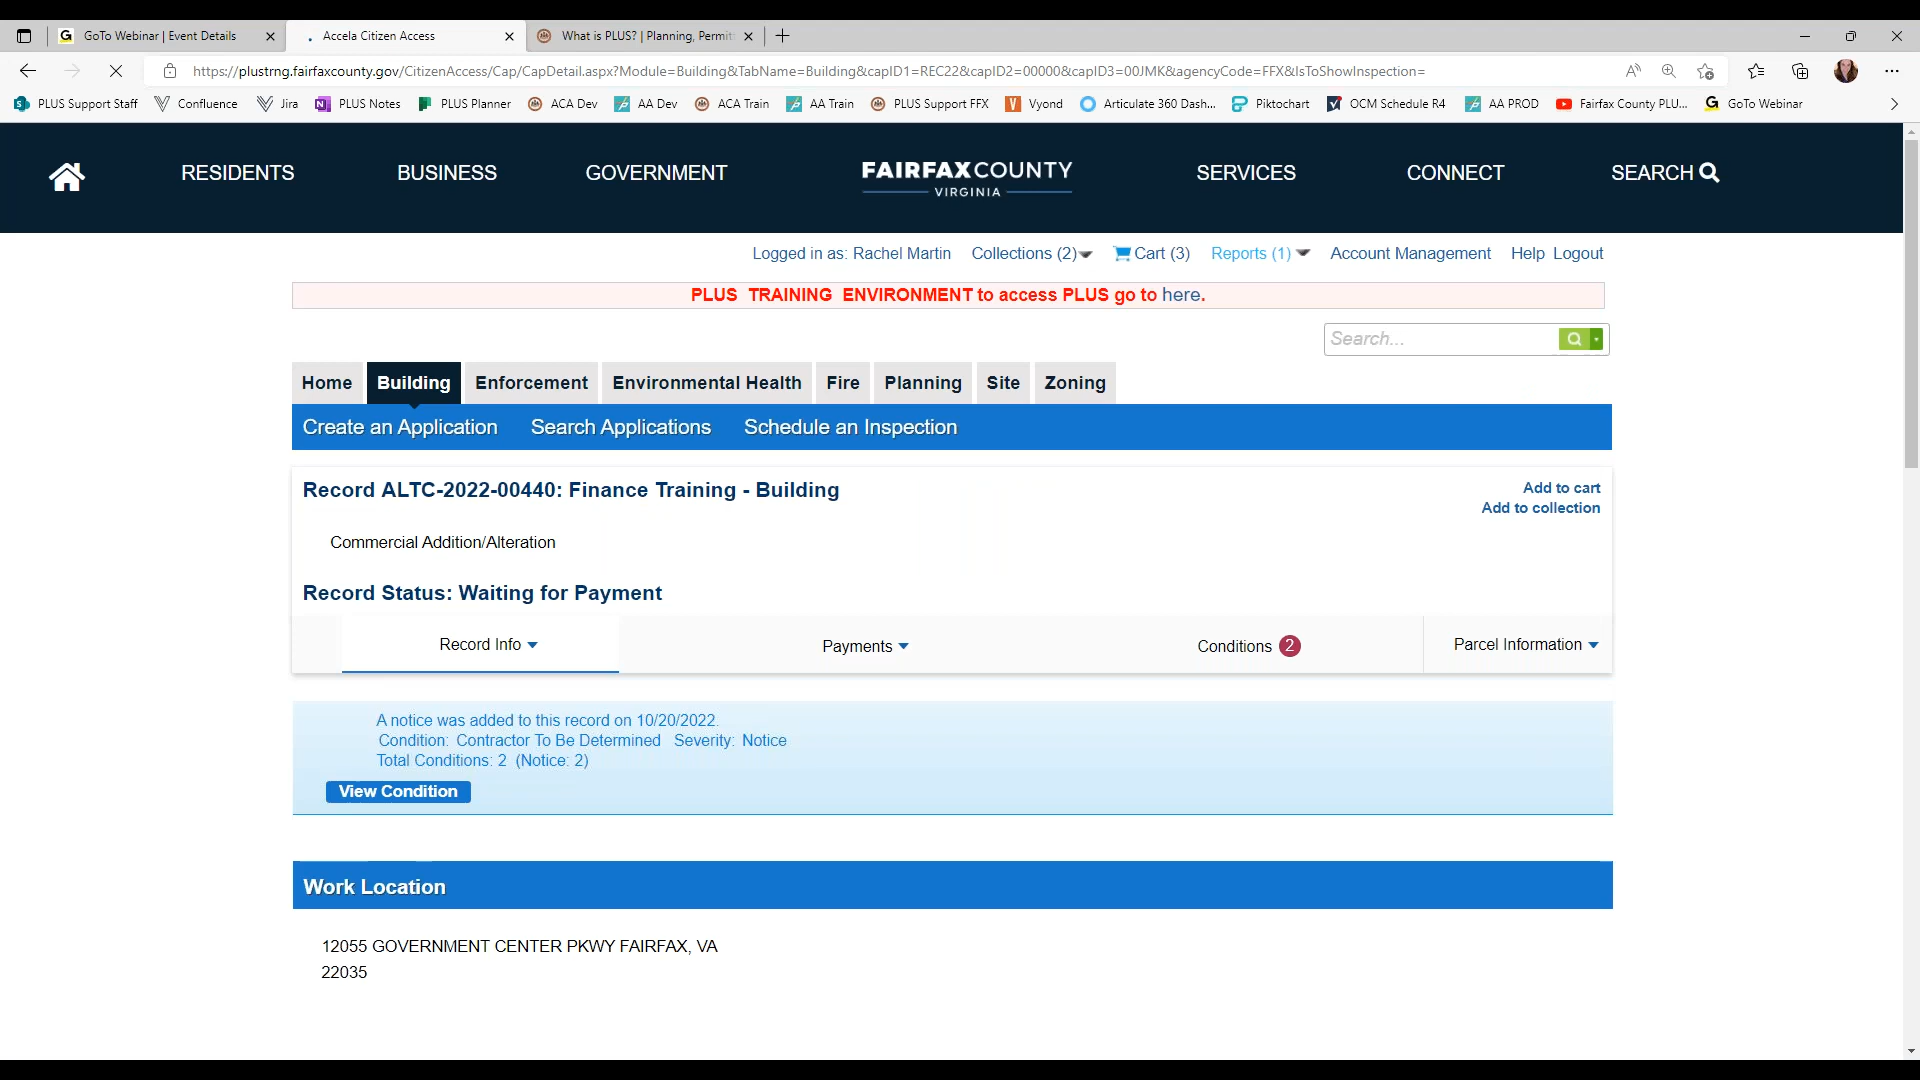 GoTo Webinar | Event Details
Accela Citizen Access
What is PLUS? | Planning, Permit
https://plustrng.fairfaxcounty.gov/CitizenAccess/Cap/CapDetail.aspx?Module=Building&TabName=Building&capID1=REC22&capID2=00000&capID3=00JMK&agencyCode=FFX&IsToShowInspection=
PLUS Support Staff Confluence Jira PLUS Notes PLUS Planner ACA Dev AA Dev ACA Train AA Train PLUS Support FFX Vyond Articulate 360 Dash... Piktochart OCM Schedule R4 AA PROD Fairfax County PLU... GoTo Webinar
RESIDENTS BUSINESS GOVERNMENT FAIRFAX COUNTY SERVICES CONNECT SEARCH
VIRGINIA
Logged in as: Rachel Martin Collections (2) Cart (3) Reports (1) Account Management Help Logout
PLUS TRAINING ENVIRONMENT to access PLUS go to here.
Search...
Home Building Enforcement Environmental Health Fire Planning Site Zoning
Create an Application Search Applications Schedule an Inspection
Record ALTC-2022-00440: Finance Training - Building
Add to cart
Add to collection
Commercial Addition/Alteration
Record Status: Waiting for Payment
Record Info Payments Conditions 2 Parcel Information
A notice was added to this record on 10/20/2022.
Condition: Contractor To Be Determined Severity: Notice
Total Conditions: 2 (Notice: 2)
View Condition
Work Location
12055 GOVERNMENT CENTER PKWY FAIRFAX, VA
22035